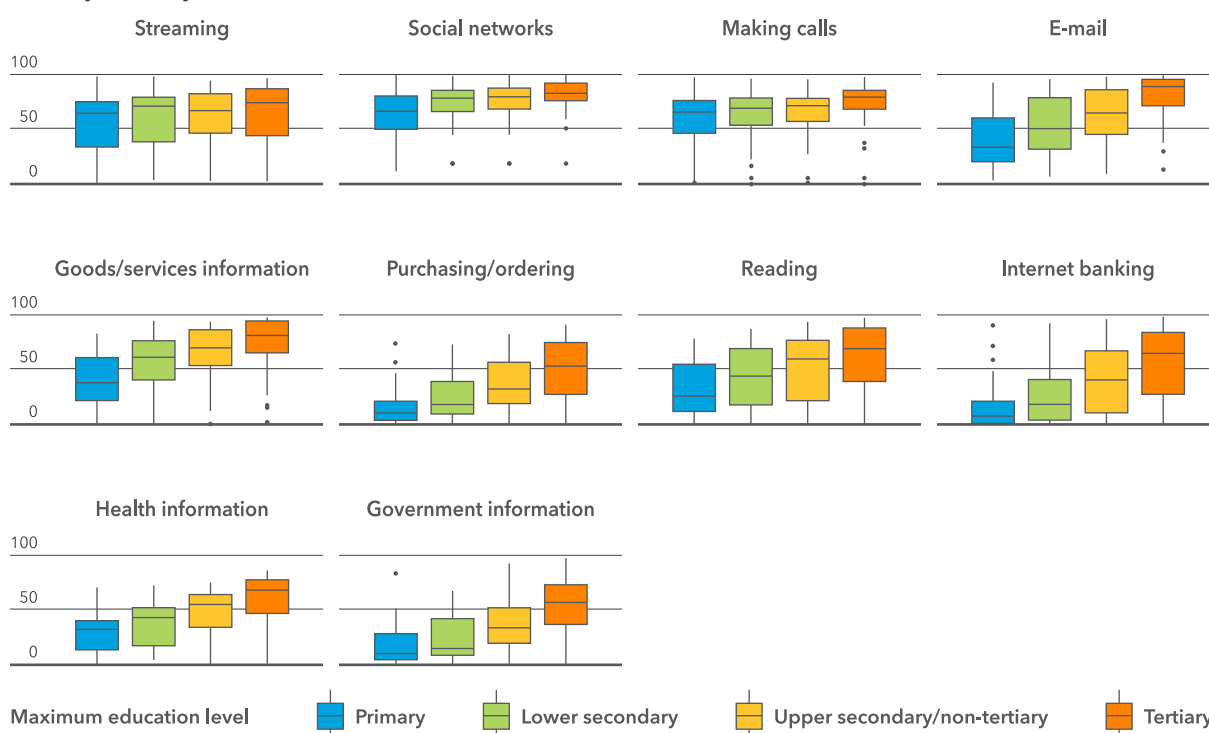 Streaming
Social networks
Making calls
E-mail
100
50
0
Goods/services information
Purchasing/ordering
Reading
Internet banking
100
50
0
Health information
Government information
100
50
0
Maximum education level
Primary
Lower secondary
Upper secondary/non-tertiary
Tertiary